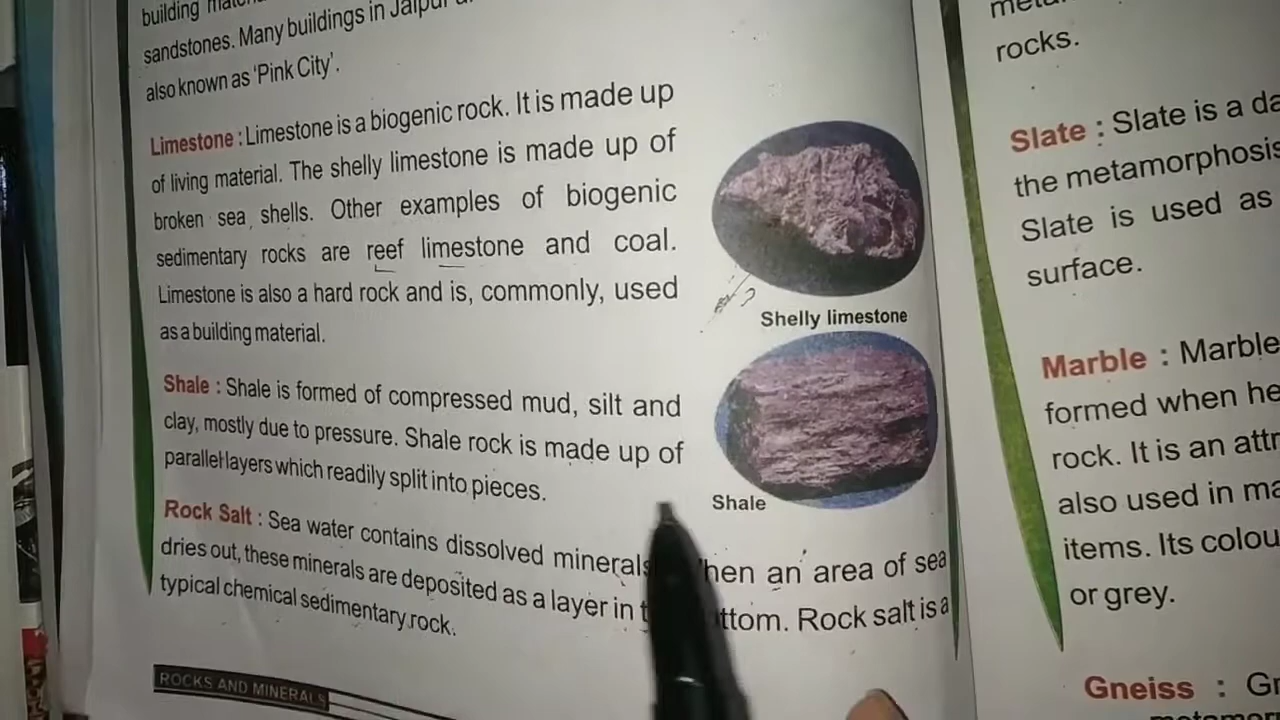 building
sandstones. Many buildings in Jaipur
also known as 'Pink City'.
Limestone : Limestone is a biogenic rock. It is made up
of living material. The shelly limestone is made up of
broken sea shells. Other examples of biogenic
sedimentary rocks are reef limestone and coal.
Limestone is also a hard rock and is, commonly, used
as a building material.
Shelly limestone
Shale : Shale is formed of compressed mud, silt and
clay, mostly due to pressure. Shale rock is made up of
parallel layers which readily split into pieces.
Shale
Rock Salt : Sea water contains dissolved minerals hen an area of sea
dries out, these minerals are deposited as a layer in t ttom. Rock salt is a
typical chemical sedimentary rock.
ROCKS AND MINERALS
rocks.
Slate : Slate is a da
the metamorphosis
Slate is used as
surface.
Marble : Marble
formed when he
rock. It is an attr
also used in ma
items. Its colou
or grey.
Gneiss : Gr